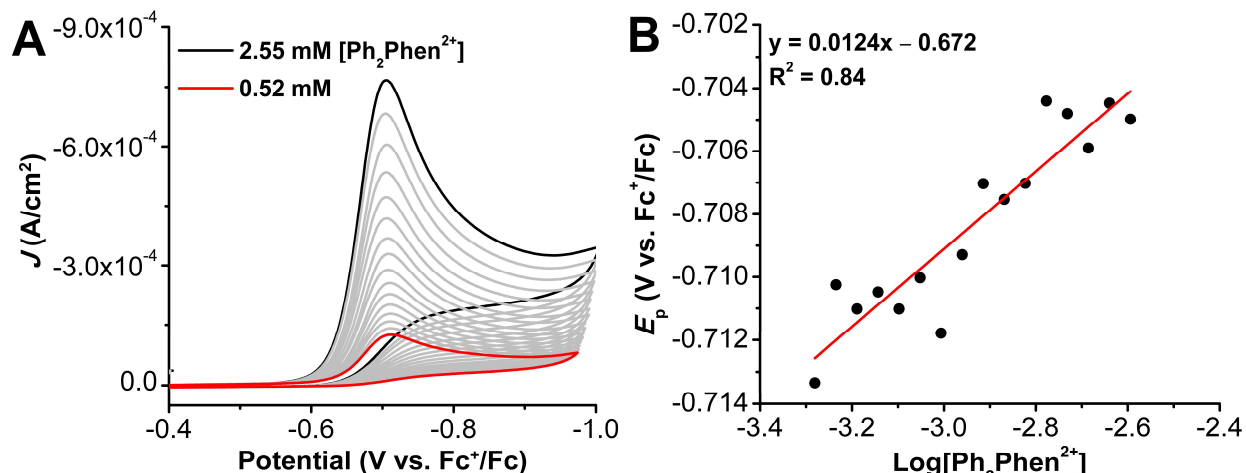 A
-9.0x10⁻⁴
-6.0x10⁻⁴
-3.0x10⁻⁴
0.0
J (A/cm²)
2.55 mM [Ph₂Phen²⁺]
0.52 mM
-0.4
-0.6
-0.8
-1.0
Potential (V vs. Fc⁺/Fc)
B
-0.702
-0.704
-0.706
-0.708
-0.710
-0.712
-0.714
Eₚ (V vs. Fc⁺/Fc)
y = 0.0124x – 0.672
R² = 0.84
-3.4
-3.2
-3.0
-2.8
-2.6
-2.4
Log[Ph₂Phen²⁺]